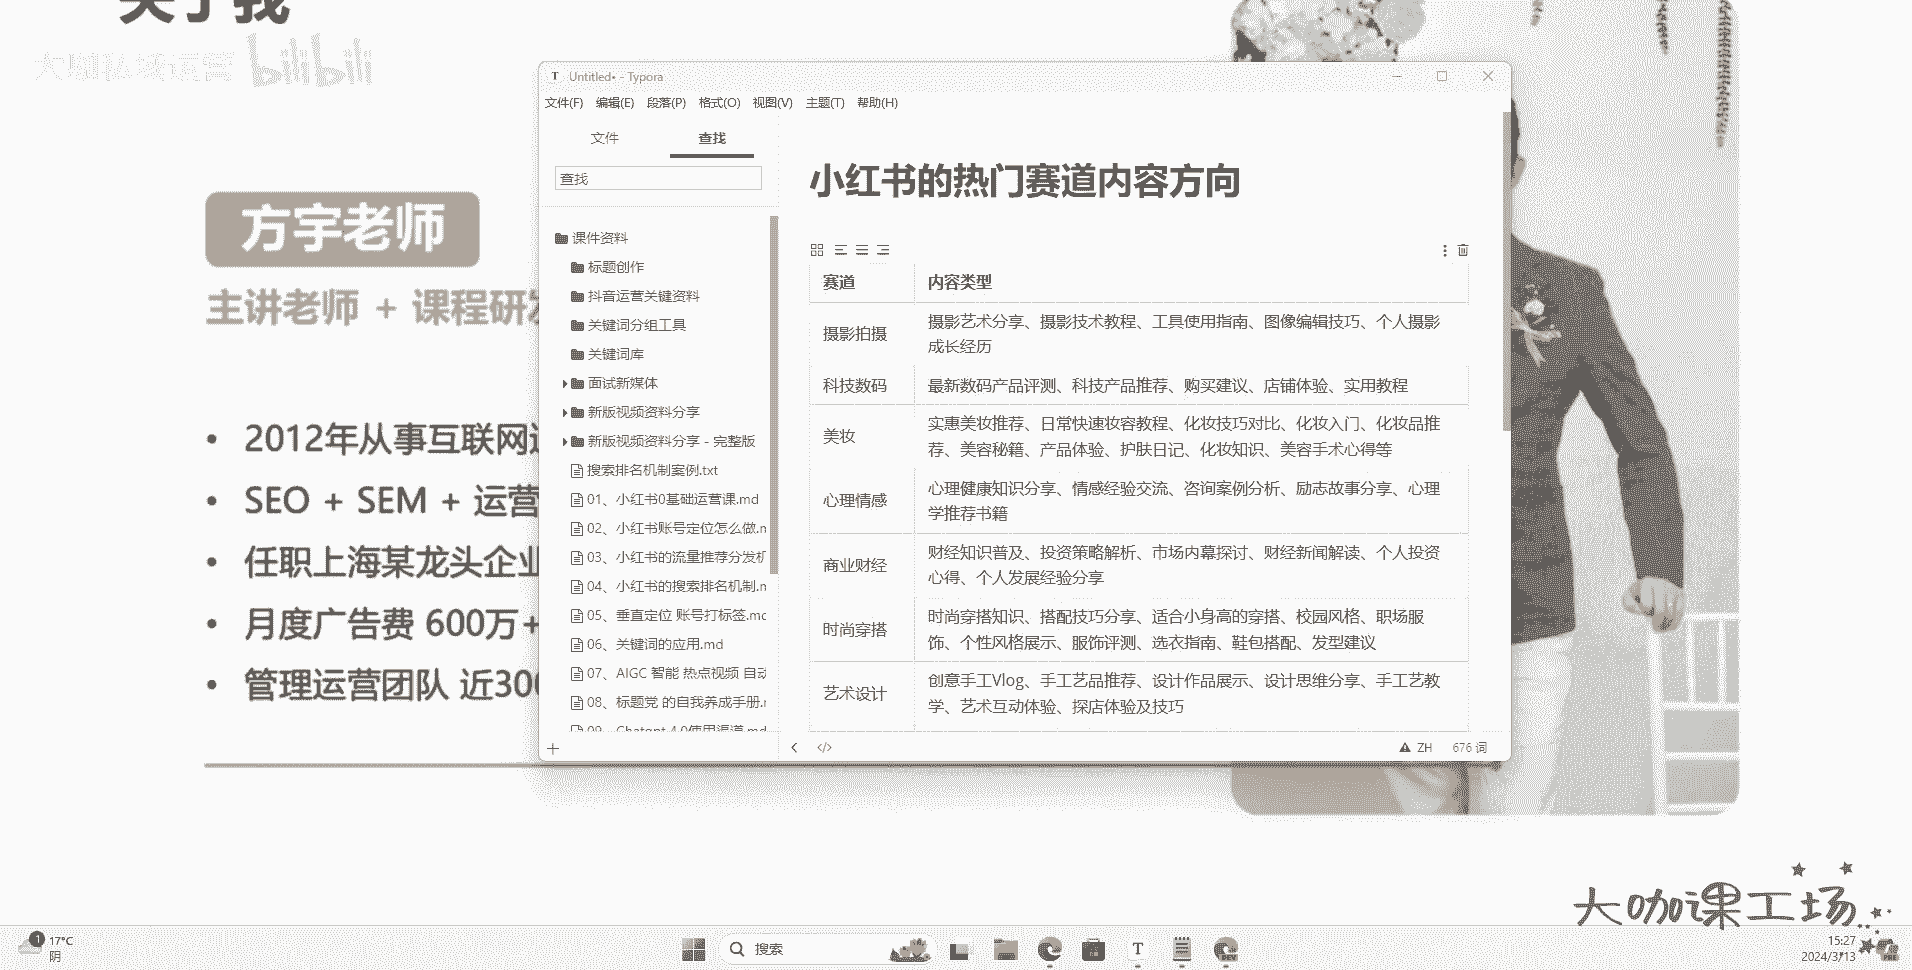 关于我
大咖私域运营 bilibili
方宇老师
主讲老师 + 课程研
• 2012年从事互联网
• SEO + SEM + 运营
• 任职上海某龙头企业
• 月度广告费 600万+
• 管理运营团队 近300
Untitled• - Typora
文件(F) 编辑(E) 段落(P) 格式(O) 视图(V) 主题(T) 帮助(H)
文件 查找
查找
课件资料
标题创作
抖音运营关键资料
关键词分组工具
关键词库
面试新媒体
新版视频资料分享
新版视频资料分享 - 完整版
搜索排名机制案例.txt
01、小红书0基础运营课.md
02、小红书账号定位怎么做.m
03、小红书的流量推荐分发机
04、小红书的搜索排名机制.m
05、垂直定位 账号打标签.md
06、关键词的应用.md
07、AIGC 智能 热点视频 自动
08、标题党 的自我养成手册.m
09、Chatgpt 4.0使用渠道.md
小红书的热门赛道内容方向
赛道 内容类型
摄影拍摄 摄影艺术分享、摄影技术教程、工具使用指南、图像编辑技巧、个人摄影
成长经历
科技数码 最新数码产品评测、科技产品推荐、购买建议、店铺体验、实用教程
美妆 实惠美妆推荐、日常快速妆容教程、化妆技巧对比、化妆入门、化妆品推
荐、美容秘籍、产品体验、护肤日记、化妆知识、美容手术心得等
心理情感 心理健康知识分享、情感经验交流、咨询案例分析、励志故事分享、心理
学推荐书籍
商业财经 财经知识普及、投资策略解析、市场内幕探讨、财经新闻解读、个人投资
心得、个人发展经验分享
时尚穿搭 时尚穿搭知识、搭配技巧分享、适合小身高的穿搭、校园风格、职场服
饰、个性风格展示、服饰评测、选衣指南、鞋包搭配、发型建议
艺术设计 创意手工Vlog、手工艺品推荐、设计作品展示、设计思维分享、手工艺教
学、艺术互动体验、探店体验及技巧
ZH 676 词
大咖课工场
1 17°C
阴
搜索
15:27
2024/3/13